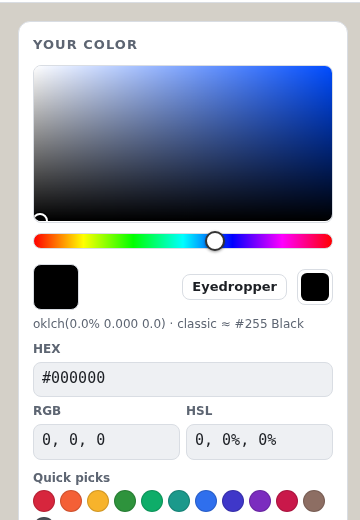 YOUR COLOR
Eyedropper
oklch(0.0% 0.000 0.0) · classic ≈ #255 Black
HEX
#000000
RGB HSL
0, 0, 0 0, 0%, 0%
Quick picks